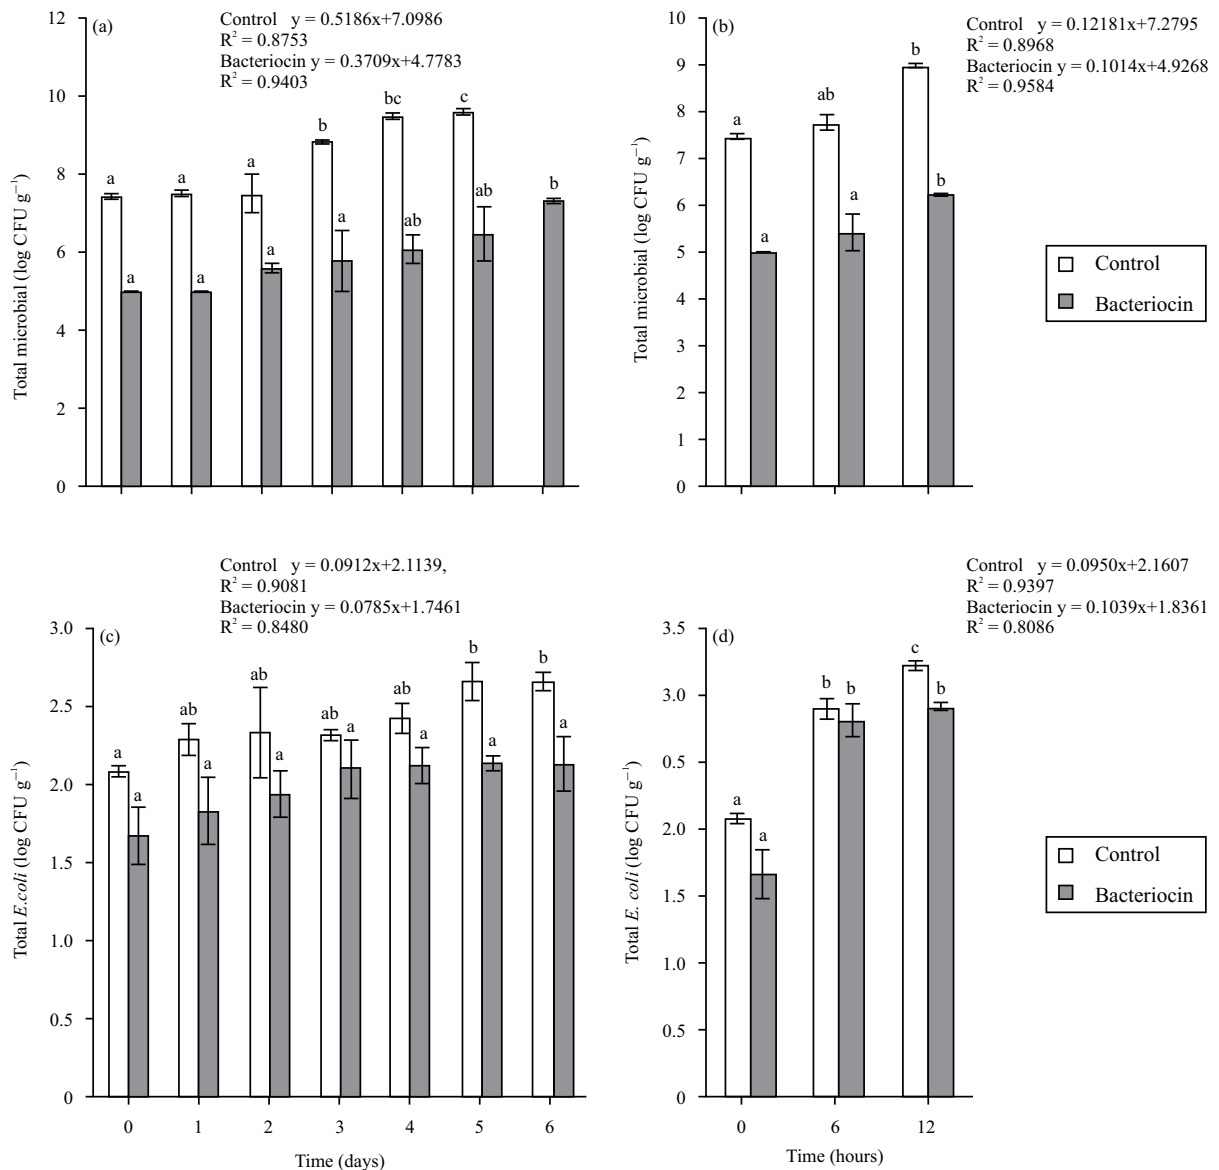 (a)
Control y = 0.5186x+7.0986
R² = 0.8753
Bacteriocin y = 0.3709x+4.7783
R² = 0.9403
12
10
8
6
4
2
0
Total microbial (log CFU g⁻¹)
a
a
a
b
bc
c
a
a
a
a
ab
ab
b
(b)
Control y = 0.12181x+7.2795
R² = 0.8968
Bacteriocin y = 0.1014x+4.9268
R² = 0.9584
10
9
8
7
6
5
4
3
2
1
0
Total microbial (log CFU g⁻¹)
a
ab
b
a
a
b
Control
Bacteriocin
(c)
Control y = 0.0912x+2.1139,
R² = 0.9081
Bacteriocin y = 0.0785x+1.7461
R² = 0.8480
3.0
2.5
2.0
1.5
1.0
0.5
0
Total E.coli (log CFU g⁻¹)
a
ab
ab
ab
ab
b
b
a
a
a
a
a
a
a
0 1 2 3 4 5 6
Time (days)
(d)
Control y = 0.0950x+2.1607
R² = 0.9397
Bacteriocin y = 0.1039x+1.8361
R² = 0.8086
3.5
3.0
0.5
2.0
1.5
1.0
0.5
0
Total E. coli (log CFU g⁻¹)
a
b
c
a
b
b
0 6 12
Time (hours)
Control
Bacteriocin